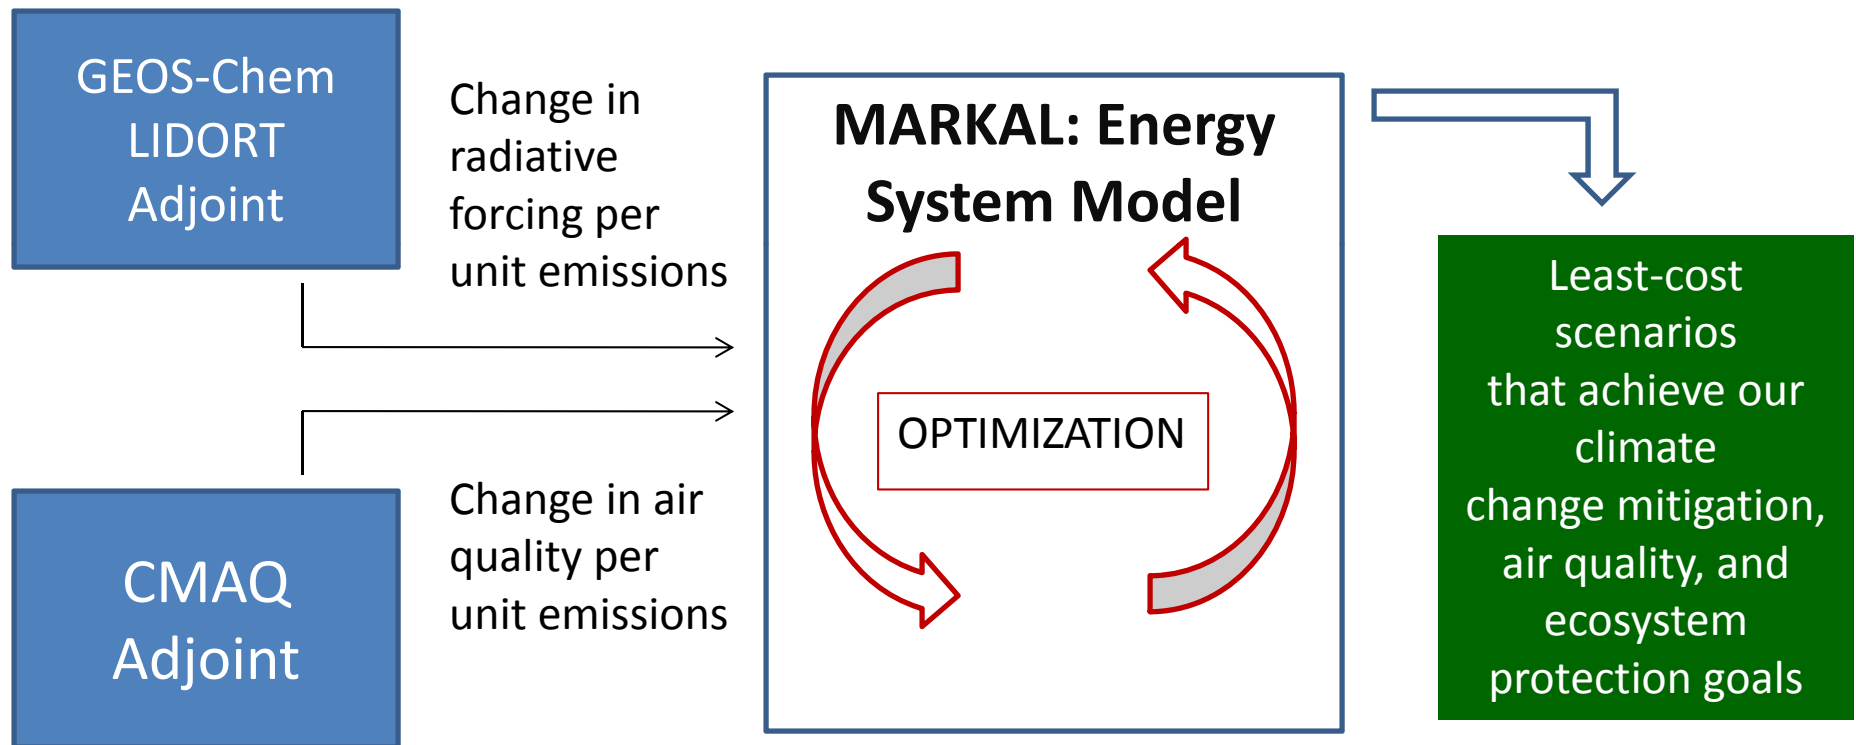 GEOS-Chem
LIDORT
Adjoint
Change in
radiative
forcing per
unit emissions
CMAQ
Adjoint
Change in air
quality per
unit emissions
MARKAL: Energy
System Model
OPTIMIZATION
Least-cost
scenarios
that achieve our
climate
change mitigation,
air quality, and
ecosystem
protection goals